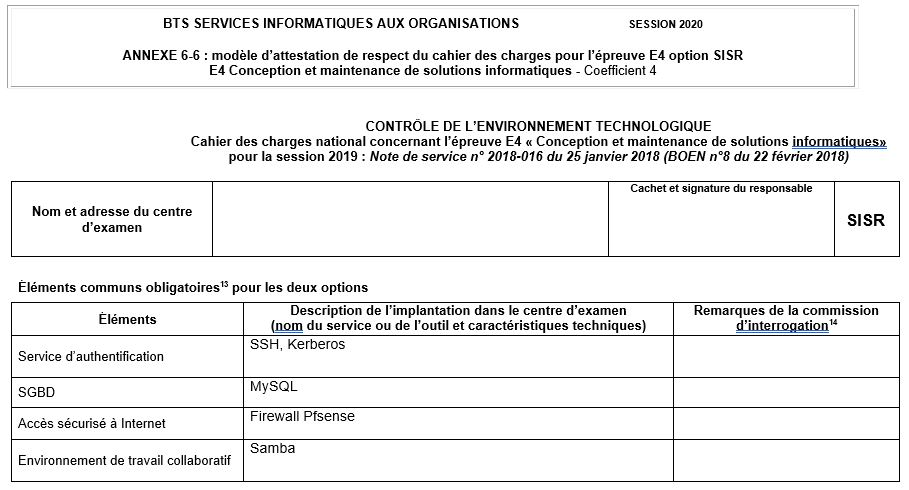 BTS SERVICES INFORMATIQUES AUX ORGANISATIONS SESSION 2020
ANNEXE 6-6 : modèle d’attestation de respect du cahier des charges pour l’épreuve E4 option SISR
E4 Conception et maintenance de solutions informatiques - Coefficient 4
CONTRÔLE DE L’ENVIRONNEMENT TECHNOLOGIQUE
Cahier des charges national concernant l’épreuve E4 « Conception et maintenance de solutions informatiques»
pour la session 2019 : Note de service n° 2018-016 du 25 janvier 2018 (BOEN n°8 du 22 février 2018)
Nom et adresse du centre
d’examen
Cachet et signature du responsable
SISR
Éléments communs obligatoires13 pour les deux options
Éléments
Description de l’implantation dans le centre d’examen
(nom du service ou de l’outil et caractéristiques techniques)
Remarques de la commission
d’interrogation14
Service d’authentification
SSH, Kerberos
SGBD
MySQL
Accès sécurisé à Internet
Firewall Pfsense
Environnement de travail collaboratif
Samba